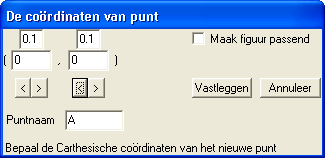 De coördinaten van punt
0.1 0.1 Maak figuur passend
( 0 , 0 )
< > < > Vastleggen Annuleer
Puntnaam A
Bepaal de Carthesische coördinaten van het nieuwe punt